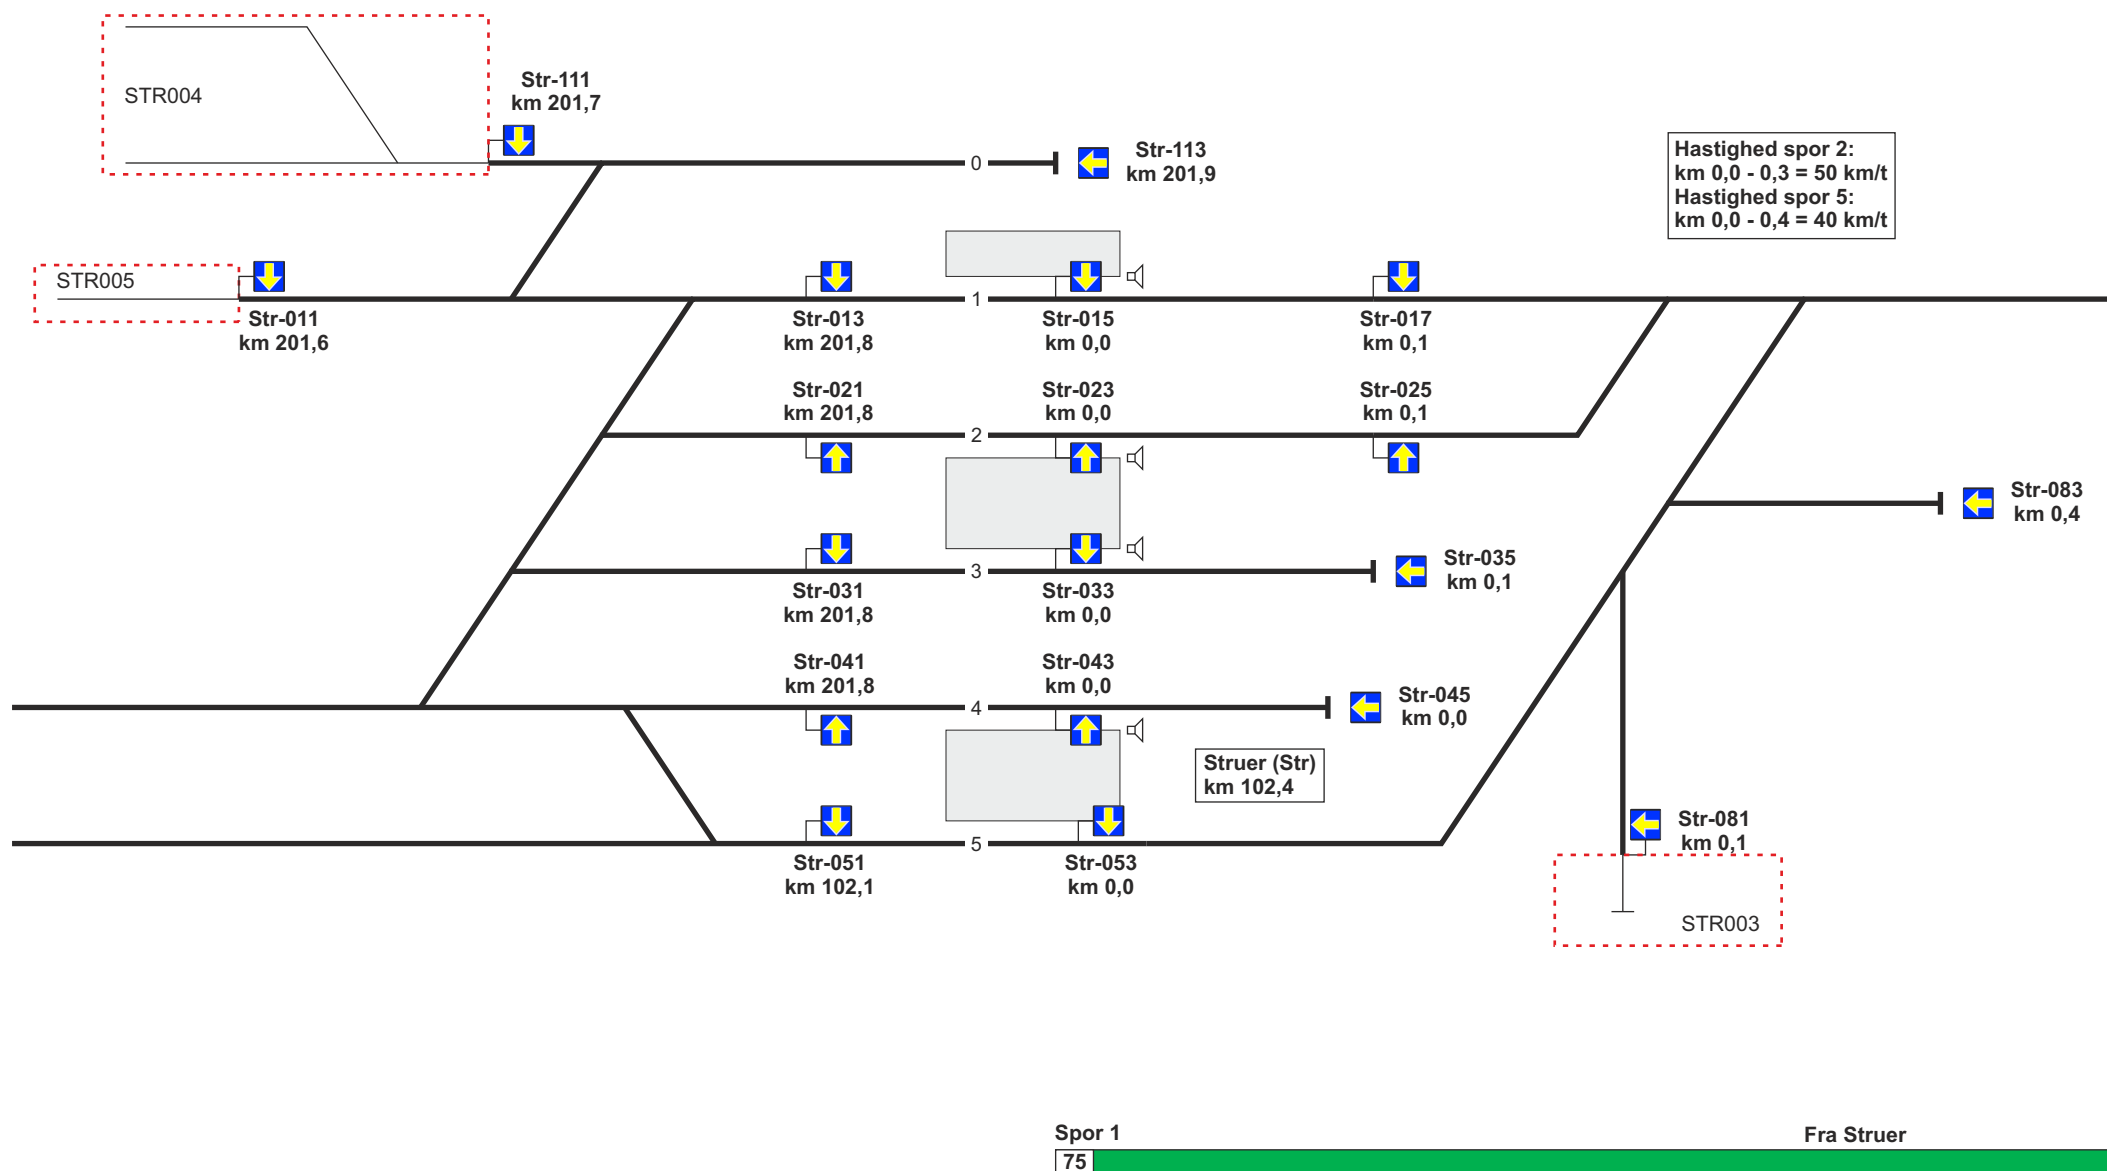 Str-111
km 201,7
STR004
0
Str-113
km 201,9
Hastighed spor 2:
km 0,0 - 0,3 = 50 km/t
Hastighed spor 5:
km 0,0 - 0,4 = 40 km/t
STR005
1
Str-011
km 201,6
Str-013
km 201,8
Str-015
km 0,0
Str-017
km 0,1
Str-021
km 201,8
Str-023
km 0,0
Str-025
km 0,1
2
Str-083
km 0,4
3
Str-035
km 0,1
Str-031
km 201,8
Str-033
km 0,0
Str-041
km 201,8
Str-043
km 0,0
4
Str-045
km 0,0
Struer (Str)
km 102,4
5
Str-051
km 102,1
Str-053
km 0,0
Str-081
km 0,1
STR003
Spor 1
Fra Struer
75